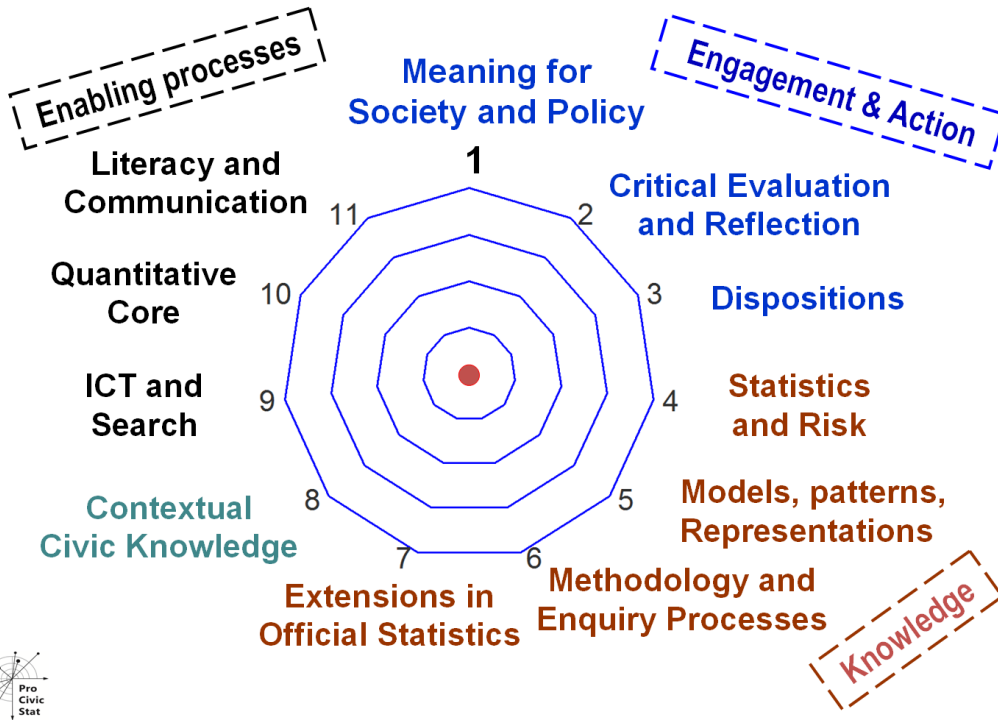 Enabling processes
Engagement & Action
Meaning for
Society and Policy
1
Literacy and
Communication
11
2
Critical Evaluation
and Reflection
Quantitative
Core
10
3
Dispositions
ICT and
Search
9
4
Statistics
and Risk
Contextual
Civic Knowledge
8
5
Models, patterns,
Representations
7
6
Extensions in
Official Statistics
Methodology and
Enquiry Processes
Knowledge
Pro
Civic
Stat